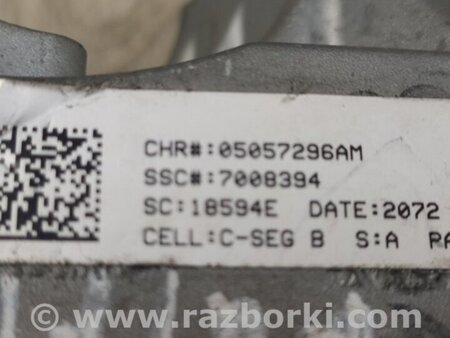 CHR#:05057296AM
SSC#:7008394
SC:18594E DATE:2072
CELL:C-SEG B S:A
© www.razborki.com